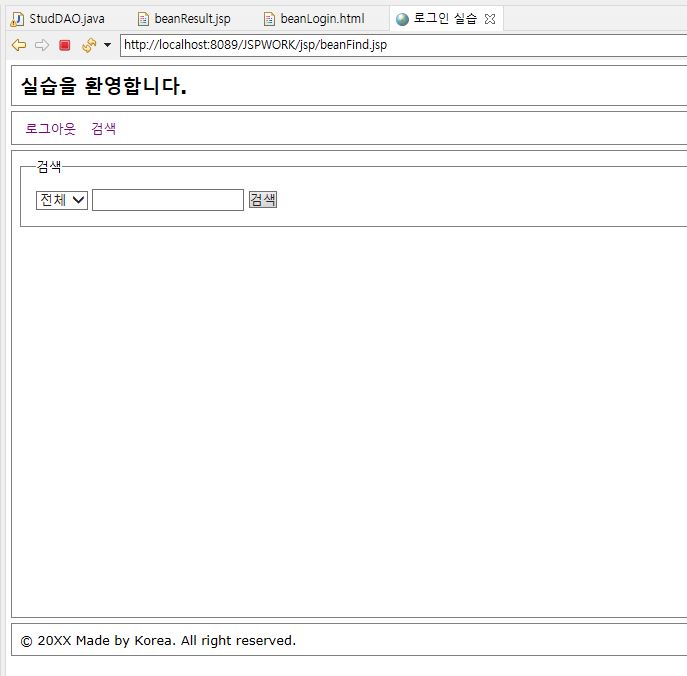 StudDAO.java beanResult.jsp beanLogin.html 로그인 실습
http://localhost:8089/JSPWORK/jsp/beanFind.jsp
실습을 환영합니다.
로그아웃 검색
검색
전체 검색
© 20XX Made by Korea. All right reserved.